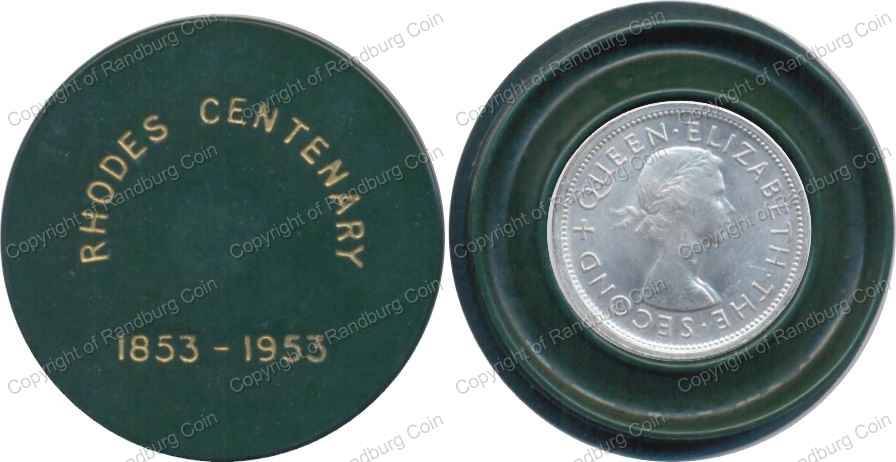 RHODES CENTENARY
1853 - 1953
+ QUEEN·ELIZABETH·THE·SECOND
Copyright of Randburg Coin